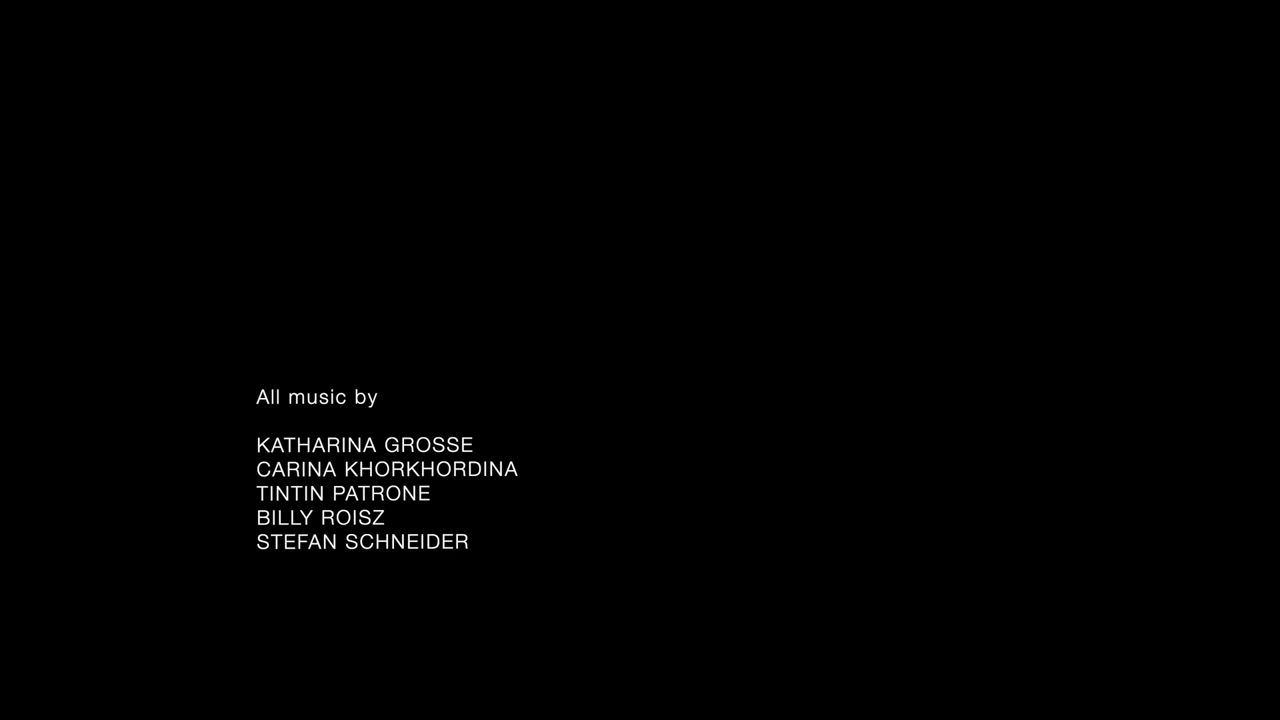 All music by
KATHARINA GROSSE
CARINA KHORKHORDINA
TINTIN PATRONE
BILLY ROISZ
STEFAN SCHNEIDER